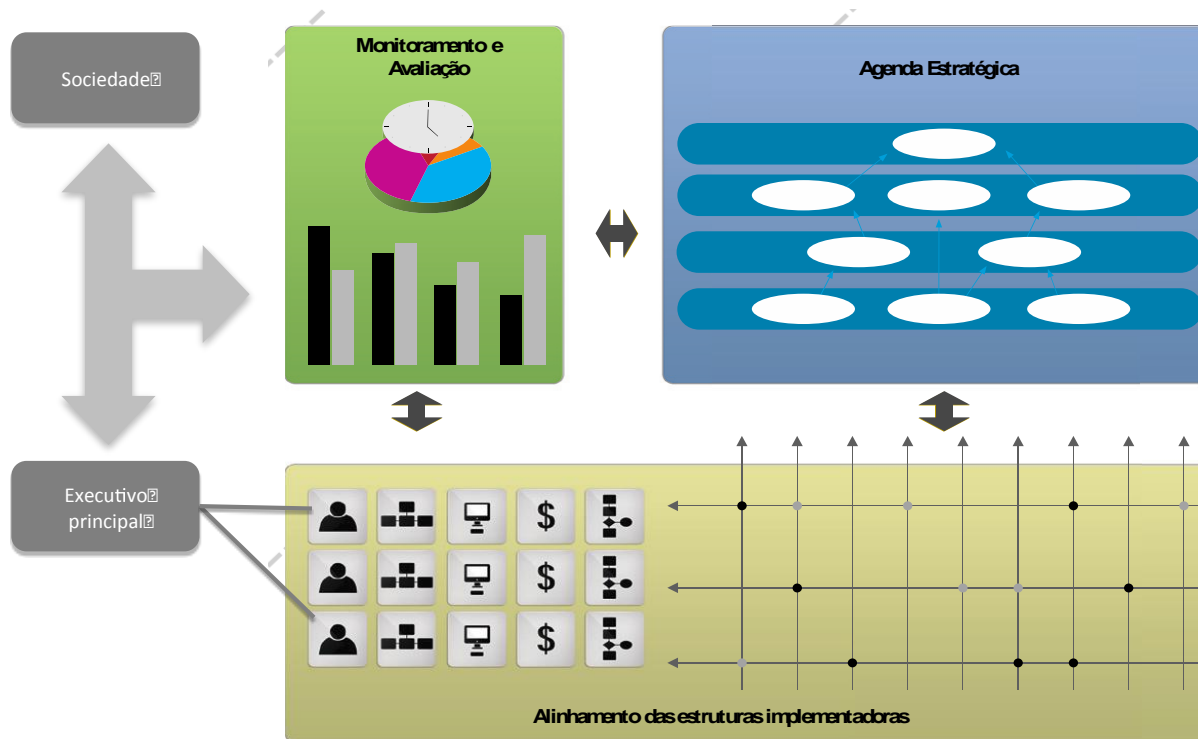 Sociedade
Monitoramento e
Avaliação
Agenda Estratégica
Executivo
principal
$
$
$
Alinhamento das estruturas implementadoras